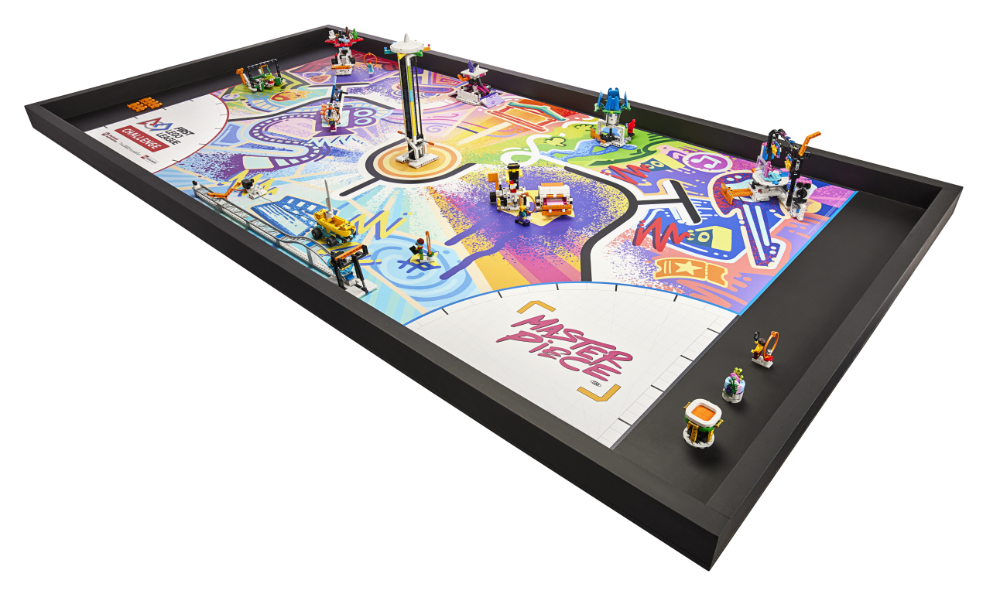 FIRST
LEGO
LEAGUE
CHALLENGE
MASTER
PIECE